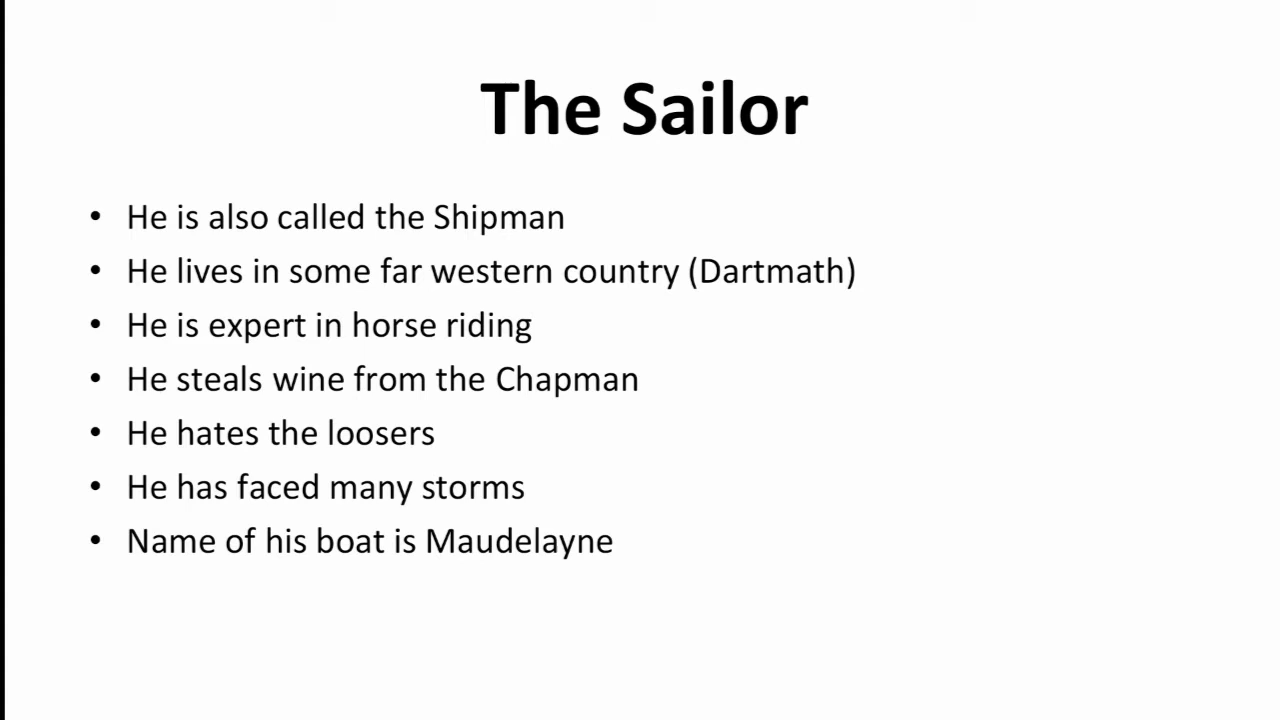 The Sailor
• He is also called the Shipman
• He lives in some far western country (Dartmath)
• He is expert in horse riding
• He steals wine from the Chapman
• He hates the loosers
• He has faced many storms
• Name of his boat is Maudelayne